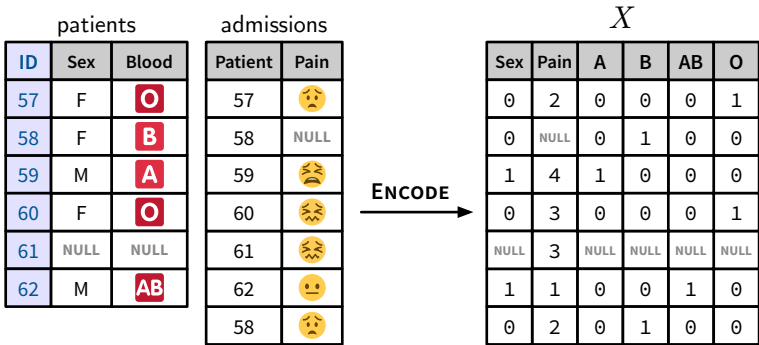 patients
ID Sex Blood
57 F O
58 F B
59 M A
60 F O
61 NULL NULL
62 M AB
admissions
Patient Pain
57
58 NULL
59
60
61
62
58
ENCODE
X
Sex Pain A B AB O
0 2 0 0 0 1
0 NULL 0 1 0 0
1 4 1 0 0 0
0 3 0 0 0 1
NULL 3 NULL NULL NULL NULL
1 1 0 0 1 0
0 2 0 1 0 0